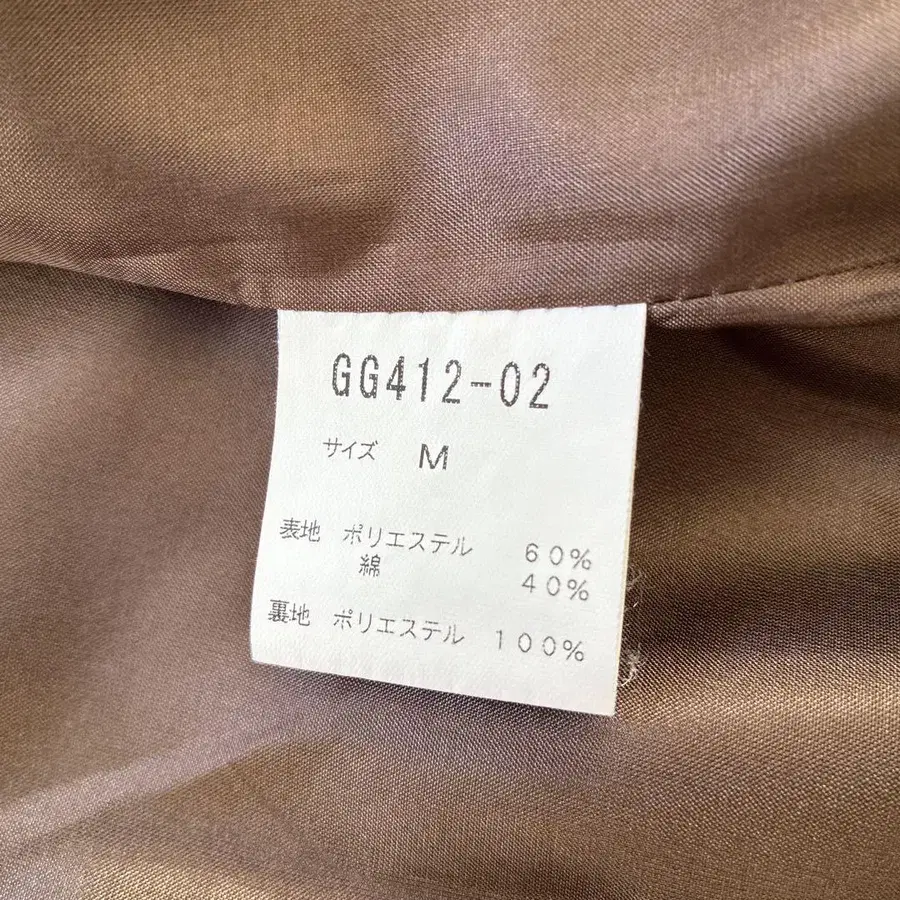 GG412-02
サイズ M
表地 ポリエステル 60%
綿 40%
裏地 ポリエステル 100%